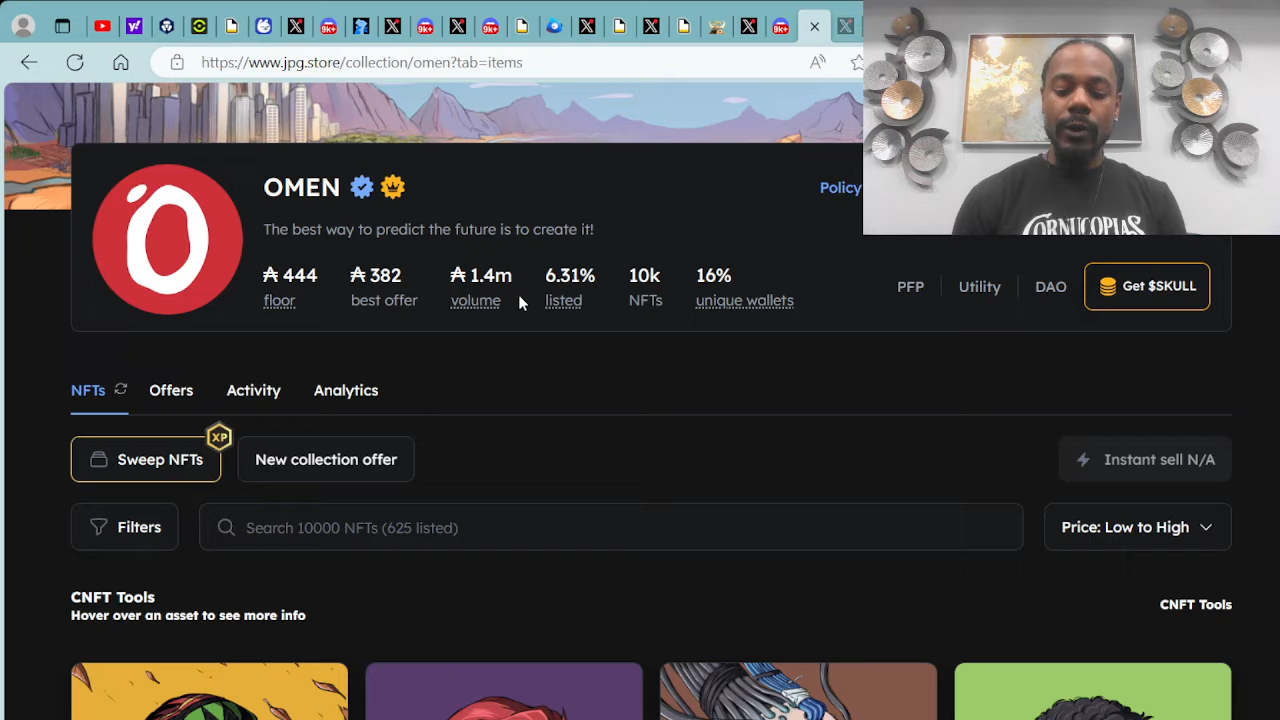 https://www.jpg.store/collection/omen?tab=items
OMEN
Policy
The best way to predict the future is to create it!
₳ 444
floor
₳ 382
best offer
₳ 1.4m
volume
6.31%
listed
10k
NFTs
16%
unique wallets
PFP
Utility
DAO
Get $SKULL
CORNUCOPIAS
NFTs
Offers
Activity
Analytics
XP
Sweep NFTs
New collection offer
Instant sell N/A
Filters
Search 10000 NFTs (625 listed)
Price: Low to High
CNFT Tools
Hover over an asset to see more info
CNFT Tools
9k+
9k+
9k+
9k+